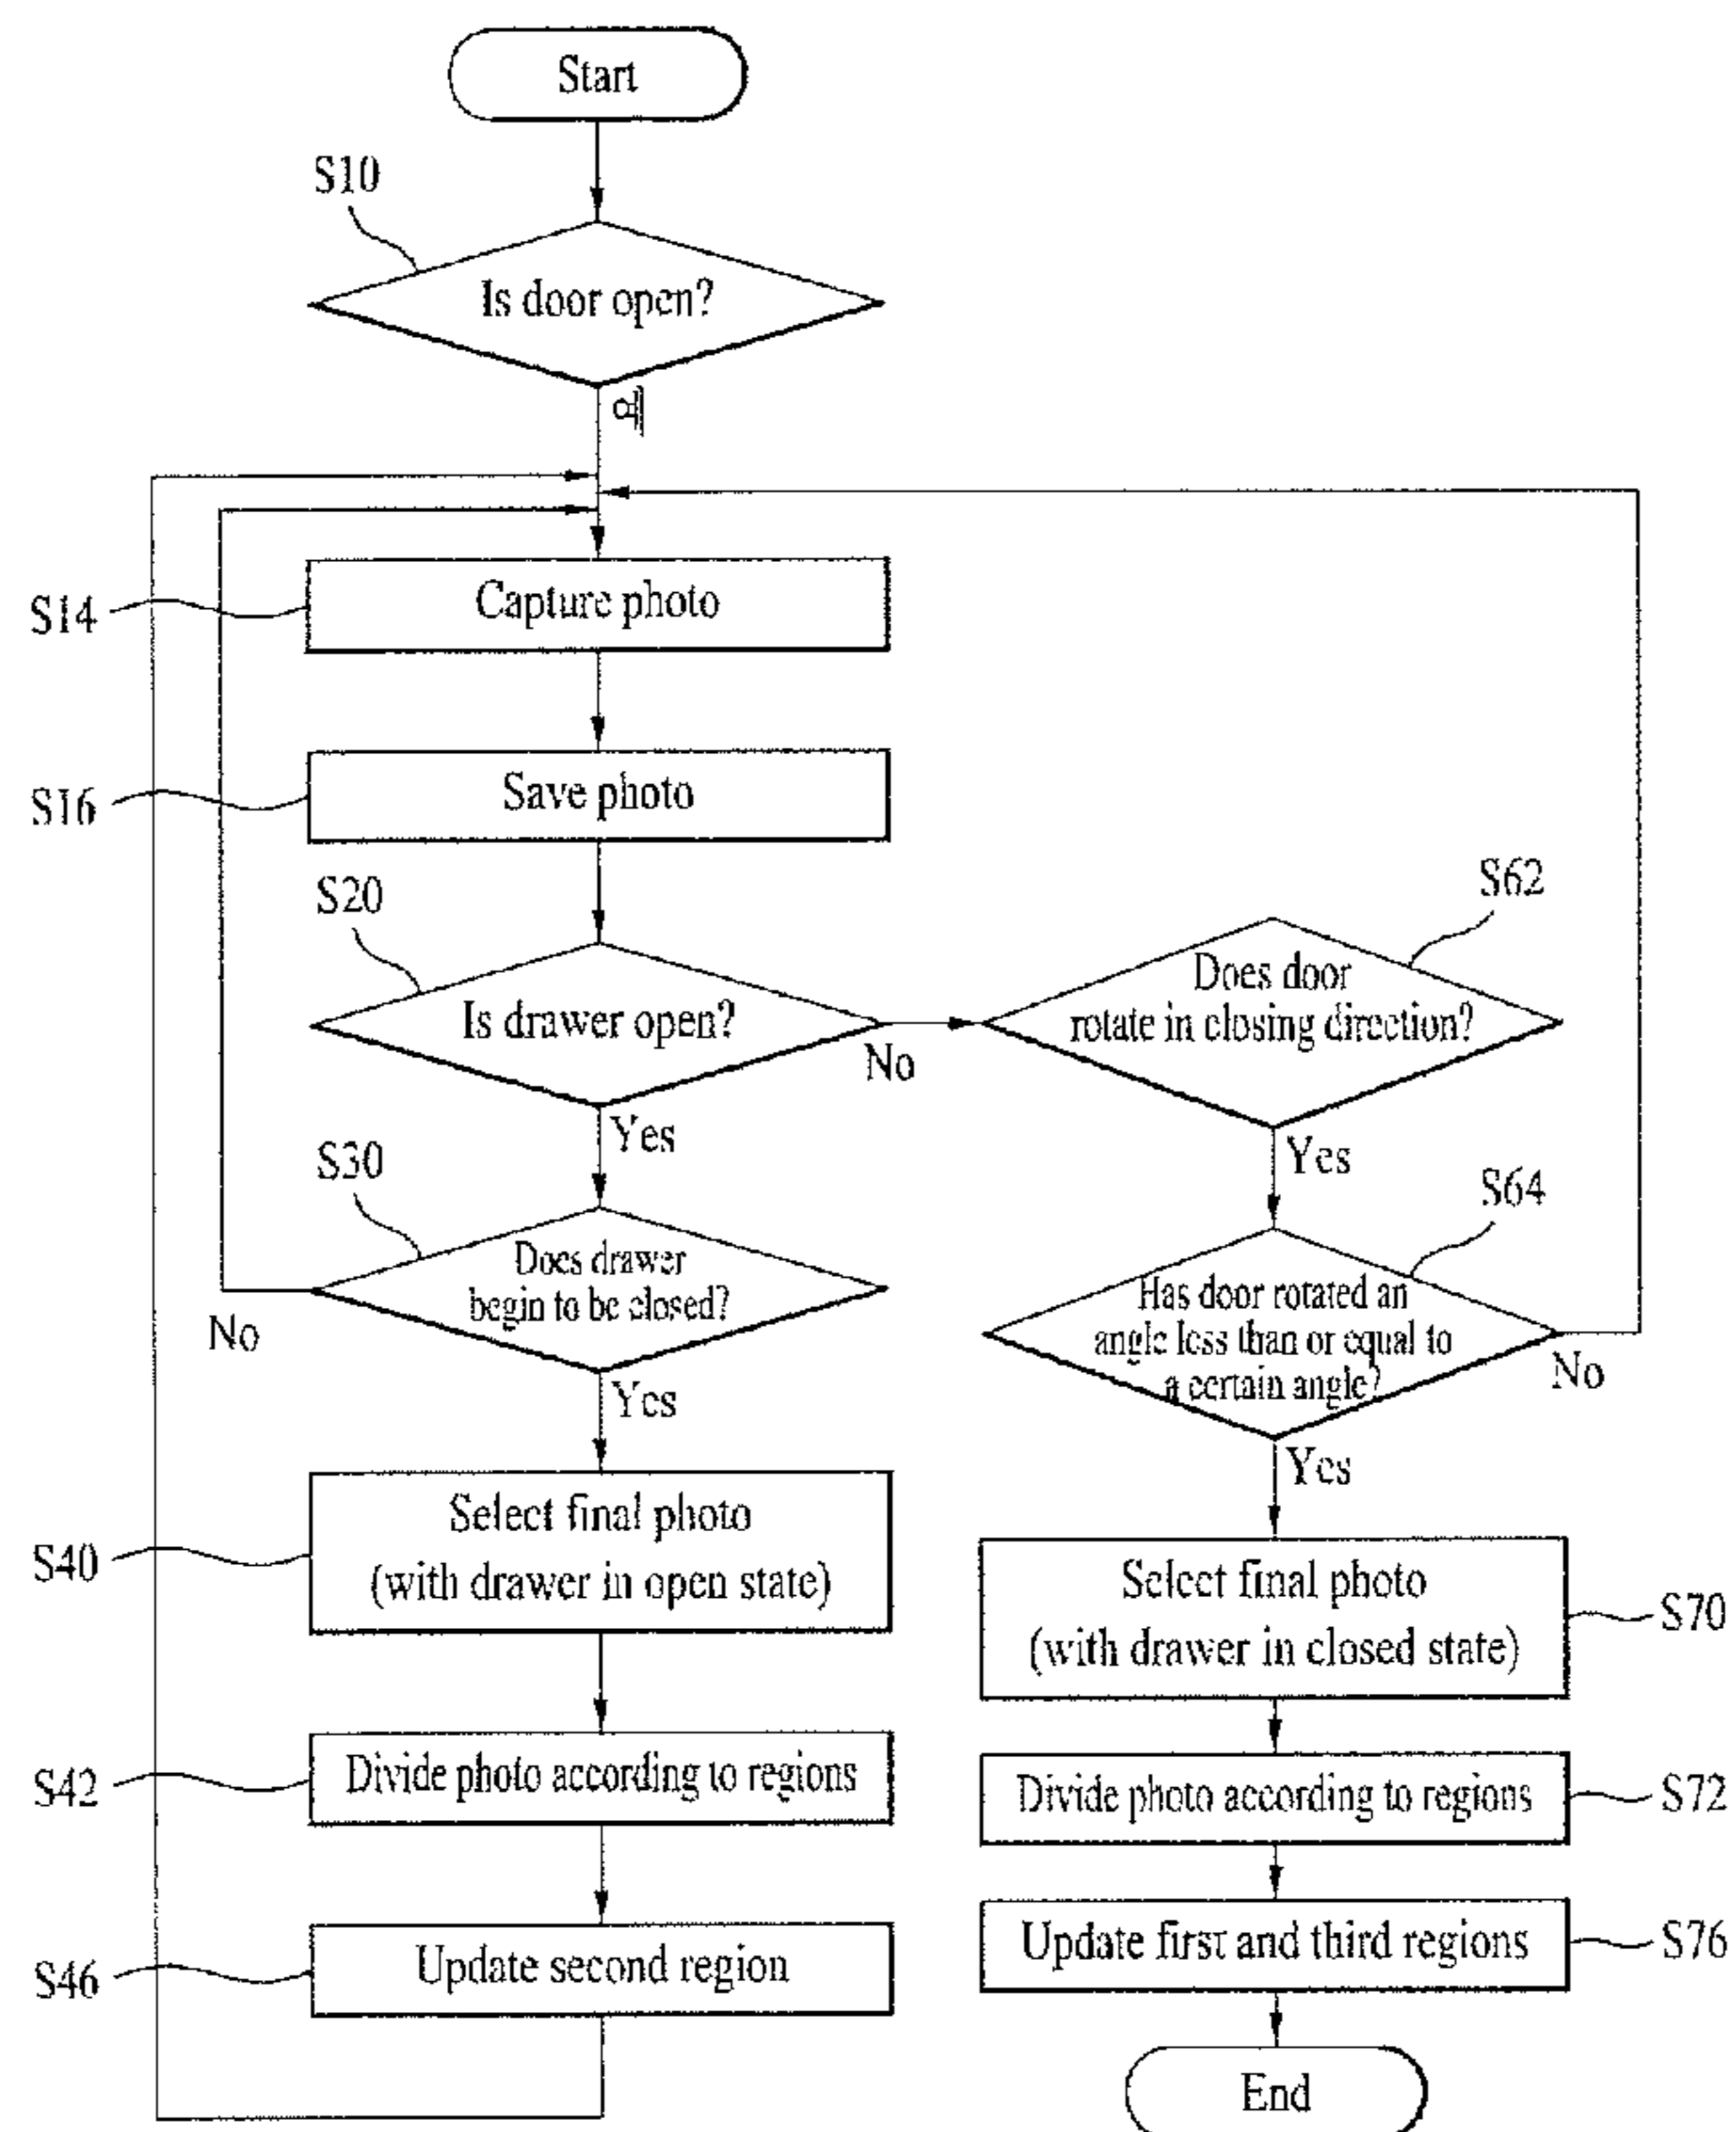 Start
S10
Is door open?
예
S14
Capture photo
S16
Save photo
S20
Is drawer open?
No
Yes
S62
Does door
rotate in closing direction?
Yes
S30
Does drawer
begin to be closed?
No
Yes
S64
Has door rotated an
angle less than or equal to
a certain angle?
No
Yes
S40
Select final photo
(with drawer in open state)
S42
Divide photo according to regions
S46
Update second region
Select final photo
(with drawer in closed state)
S70
Divide photo according to regions
S72
Update first and third regions
S76
End